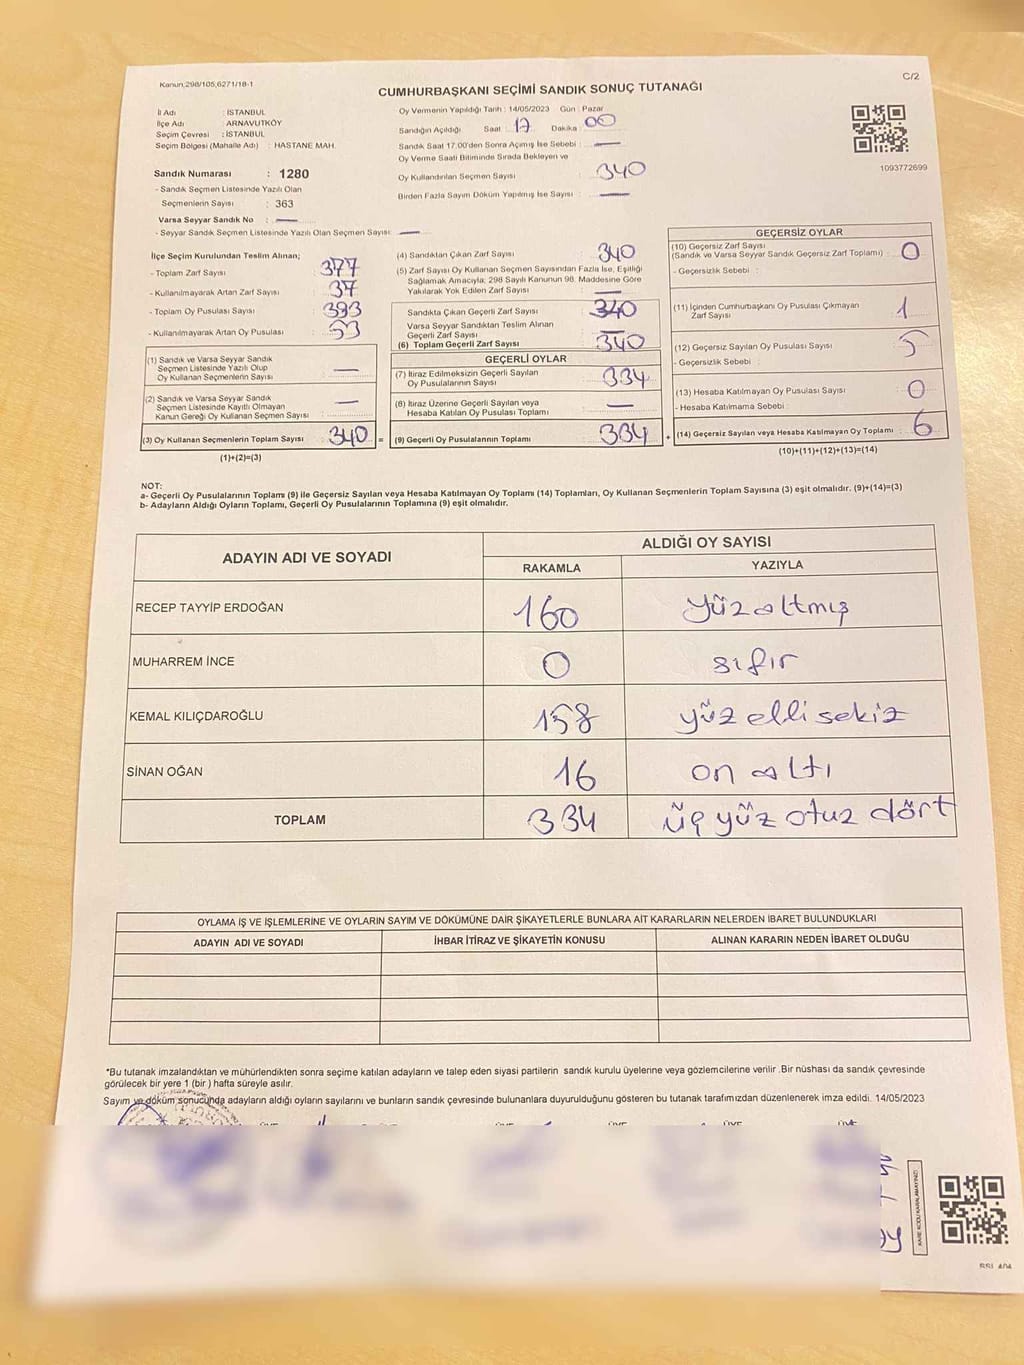 Kanun,298/105,6271/18-1
C/2
CUMHURBAŞKANI SEÇİMİ SANDIK SONUÇ TUTANAĞI
İl Adı : İSTANBUL
İlçe Adı : ARNAVUTKÖY
Seçim Çevresi : İSTANBUL
Seçim Bölgesi (Mahalle Adı) : HASTANE MAH.
Sandık Numarası : 1280
- Sandık Seçmen Listesinde Yazılı Olan
Seçmenlerin Sayısı : 363
Varsa Seyyar Sandık No : —
- Seyyar Sandık Seçmen Listesinde Yazılı Olan Seçmen Sayısı: —
Oy Vermenin Yapıldığı Tarih : 14/05/2023 Gün : Pazar
Sandığın Açıldığı Saat : 17 Dakika : 00
Sandık Saat 17.00'den Sonra Açımış İse Sebebi : —
Oy Verme Saati Bitiminde Sırada Bekleyen ve
Oy Kullandırılan Seçmen Sayısı : 340
Birden Fazla Sayım Döküm Yapılmış İse Sayısı : —
1093772699
İlçe Seçim Kurulundan Teslim Alınan;
- Toplam Zarf Sayısı : 377
- Kullanılmayarak Artan Zarf Sayısı : 37
- Toplam Oy Pusulası Sayısı : 393
- Kullanılmayarak Artan Oy Pusulası : 53
(1) Sandık ve Varsa Seyyar Sandık
Seçmen Listesinde Yazılı Olup
Oy Kullanan Seçmenlerin Sayısı : —
(2) Sandık ve Varsa Seyyar Sandık
Seçmen Listesinde Kayıtlı Olmayan
Kanun Gereği Oy Kullanan Seçmen Sayısı : —
(3) Oy Kullanan Seçmenlerin Toplam Sayısı : 340 =
(1)+(2)=(3)
(4) Sandıktan Çıkan Zarf Sayısı : 340
(5) Zarf Sayısı Oy Kullanan Seçmen Sayısından Fazla İse, Eşitliği
Sağlamak Amacıyla; 298 Sayılı Kanunun 98. Maddesine Göre
Yakılarak Yok Edilen Zarf Sayısı : —
Sandıkta Çıkan Geçerli Zarf Sayısı : 340
Varsa Seyyar Sandıktan Teslim Alınan
Geçerli Zarf Sayısı : —
(6) Toplam Geçerli Zarf Sayısı : 340
GEÇERLİ OYLAR
(7) İtiraz Edilmeksizin Geçerli Sayılan
Oy Pusulalarının Sayısı : 334
(8) İtiraz Üzerine Geçerli Sayılan veya
Hesaba Katılan Oy Pusulası Toplamı : —
(9) Geçerli Oy Pusulalarının Toplamı : 334 +
GEÇERSİZ OYLAR
(10) Geçersiz Zarf Sayısı
(Sandık ve Varsa Seyyar Sandık Geçersiz Zarf Toplamı) : 0
- Geçersizlik Sebebi :
(11) İçinden Cumhurbaşkanı Oy Pusulası Çıkmayan
Zarf Sayısı : 1
(12) Geçersiz Sayılan Oy Pusulası Sayısı : 5
- Geçersizlik Sebebi :
(13) Hesaba Katılmayan Oy Pusulası Sayısı : 0
- Hesaba Katılmama Sebebi :
(14) Geçersiz Sayılan veya Hesaba Katılmayan Oy Toplamı : 6
(10)+(11)+(12)+(13)=(14)
NOT:
a- Geçerli Oy Pusulalarının Toplamı (9) ile Geçersiz Sayılan veya Hesaba Katılmayan Oy Toplamı (14) Toplamları, Oy Kullanan Seçmenlerin Toplam Sayısına (3) eşit olmalıdır. (9)+(14)=(3)
b- Adayların Aldığı Oyların Toplamı, Geçerli Oy Pusulalarının Toplamına (9) eşit olmalıdır.
ADAYIN ADI VE SOYADI
ALDIĞI OY SAYISI
RAKAMLA YAZIYLA
RECEP TAYYİP ERDOĞAN 160 yüzaltmış
MUHARREM İNCE 0 sıfır
KEMAL KILIÇDAROĞLU 158 yüz elli sekiz
SİNAN OĞAN 16 on altı
TOPLAM 334 üç yüz otuz dört
OYLAMA İŞ VE İŞLEMLERİNE VE OYLARIN SAYIM VE DÖKÜMÜNE DAİR ŞİKAYETLERLE BUNLARA AİT KARARLARIN NELERDEN İBARET BULUNDUKLARI
ADAYIN ADI VE SOYADI İHBAR İTİRAZ VE ŞİKAYETİN KONUSU ALINAN KARARIN NEDEN İBARET OLDUĞU
*Bu tutanak imzalandıktan ve mühürlendikten sonra seçime katılan adayların ve talep eden siyasi partilerin sandık kurulu üyelerine veya gözlemcilerine verilir .Bir nüshası da sandık çevresinde
görülecek bir yere 1 (bir ) hafta süreyle asılır.
Sayım ve döküm sonucunda adayların aldığı oyların sayılarını ve bunların sandık çevresinde bulunanlara duyurulduğunu gösteren bu tutanak tarafımızdan düzenlenerek imza edildi. 14/05/2023
KARE KODU KARALAMAYINIZ!